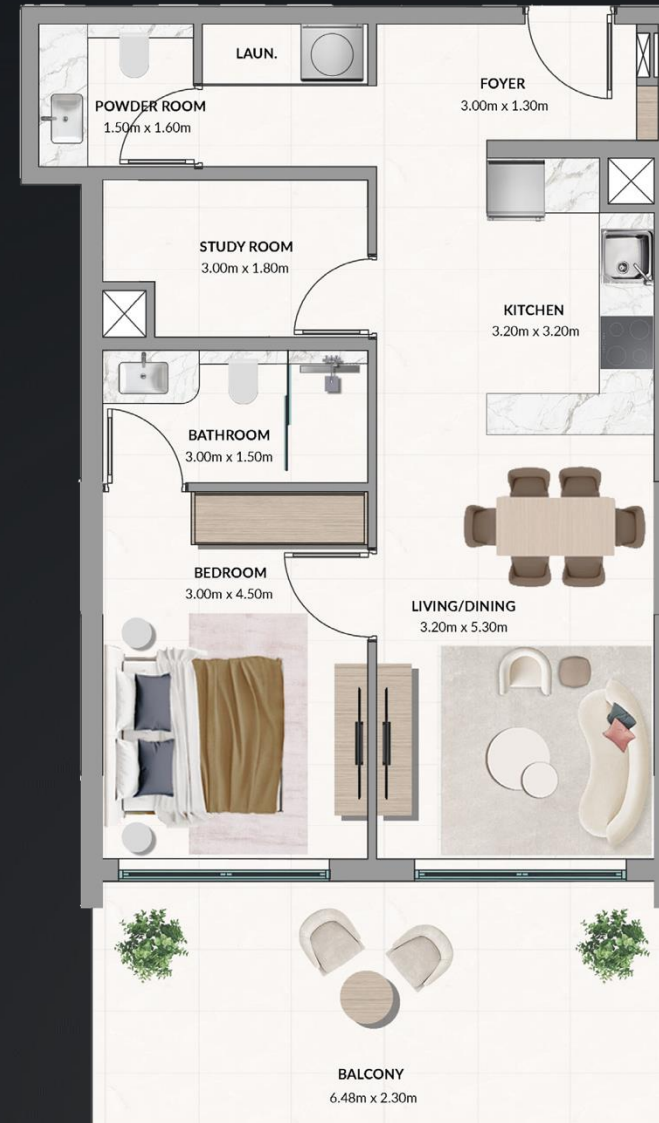 LAUN.
FOYER
3.00m x 1.30m
POWDER ROOM
1.50m x 1.60m
STUDY ROOM
3.00m x 1.80m
KITCHEN
3.20m x 3.20m
BATHROOM
3.00m x 1.50m
BEDROOM
3.00m x 4.50m
LIVING/DINING
3.20m x 5.30m
BALCONY
6.48m x 2.30m